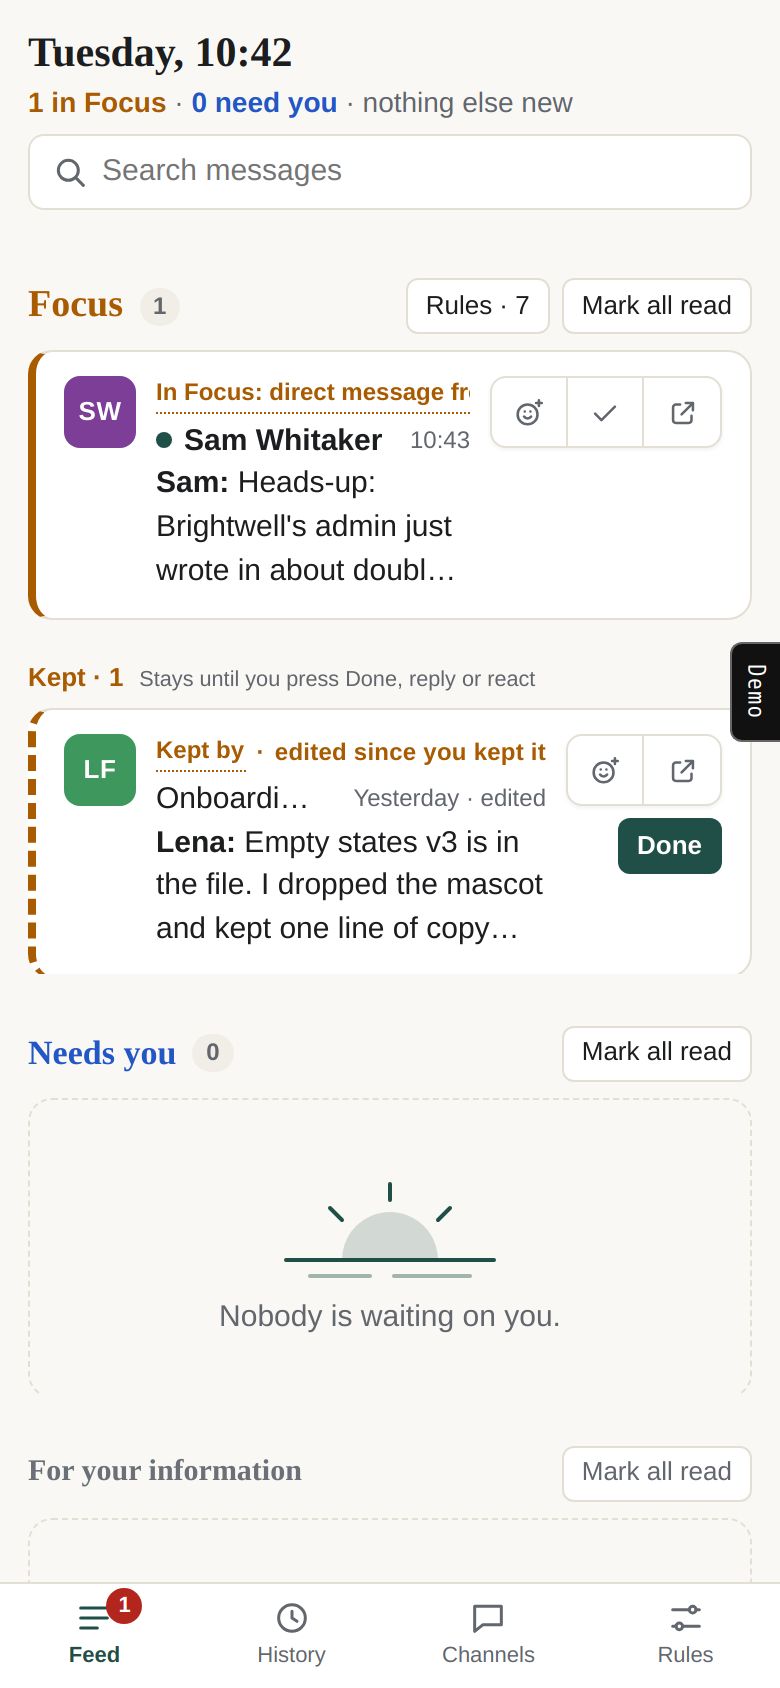 Tuesday, 10:42
1 in Focus · 0 need you · nothing else new
Search messages
Focus 1
Rules · 7
Mark all read
SW
In Focus: direct message fr
Sam Whitaker 10:43
Sam: Heads-up:
Brightwell's admin just
wrote in about doubl…
Kept · 1 Stays until you press Done, reply or react
Demo
LF
Kept by · edited since you kept it
Onboardi… Yesterday · edited
Lena: Empty states v3 is in
the file. I dropped the mascot
and kept one line of copy…
Done
Needs you 0
Mark all read
Nobody is waiting on you.
For your information
Mark all read
1
Feed
History
Channels
Rules